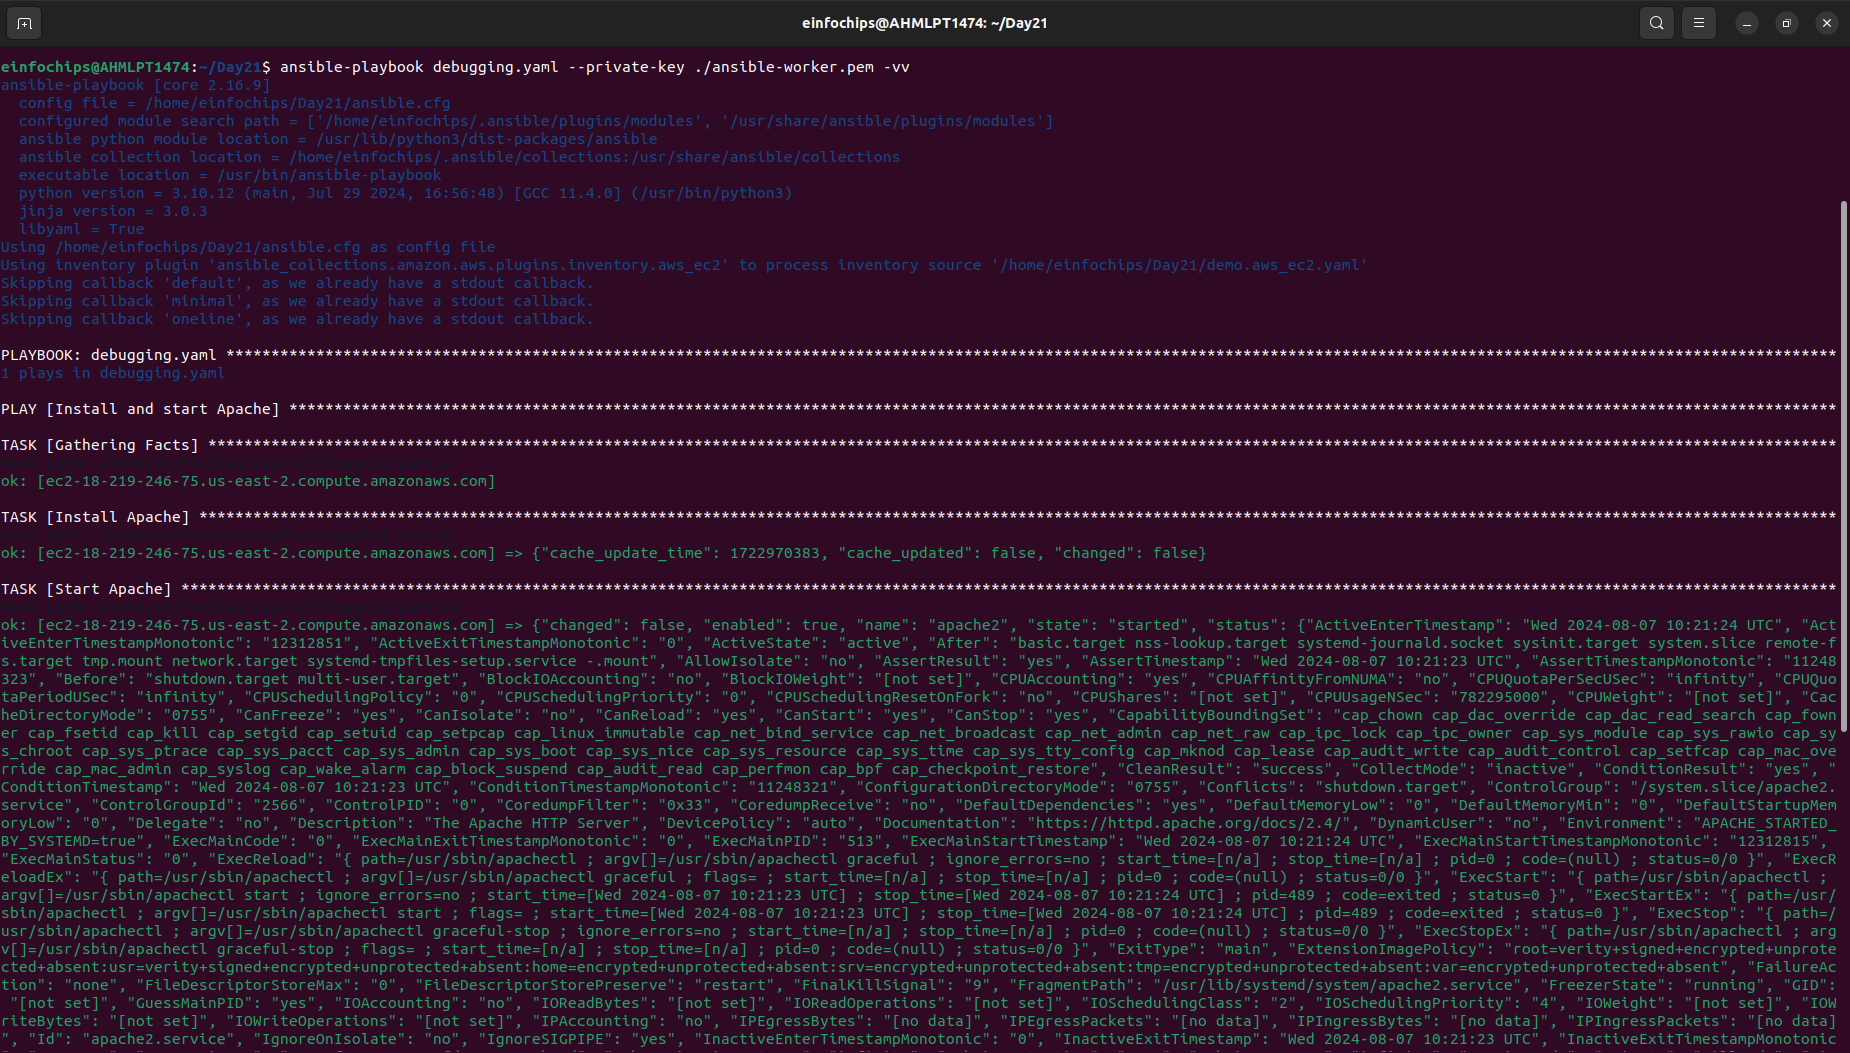 einfochips@AHMLPT1474: ~/Day21
einfochips@AHMLPT1474:~/Day21$ ansible-playbook debugging.yaml --private-key ./ansible-worker.pem -vv
ansible-playbook [core 2.16.9]
  config file = /home/einfochips/Day21/ansible.cfg
  configured module search path = ['/home/einfochips/.ansible/plugins/modules', '/usr/share/ansible/plugins/modules']
  ansible python module location = /usr/lib/python3/dist-packages/ansible
  ansible collection location = /home/einfochips/.ansible/collections:/usr/share/ansible/collections
  executable location = /usr/bin/ansible-playbook
  python version = 3.10.12 (main, Jul 29 2024, 16:56:48) [GCC 11.4.0] (/usr/bin/python3)
  jinja version = 3.0.3
  libyaml = True
Using /home/einfochips/Day21/ansible.cfg as config file
Using inventory plugin 'ansible_collections.amazon.aws.plugins.inventory.aws_ec2' to process inventory source '/home/einfochips/Day21/demo.aws_ec2.yaml'
Skipping callback 'default', as we already have a stdout callback.
Skipping callback 'minimal', as we already have a stdout callback.
Skipping callback 'oneline', as we already have a stdout callback.
PLAYBOOK: debugging.yaml ***********************************************************************************************************************************************************************************
1 plays in debugging.yaml
PLAY [Install and start Apache] ****************************************************************************************************************************************************************************
TASK [Gathering Facts] *************************************************************************************************************************************************************************************
ok: [ec2-18-219-246-75.us-east-2.compute.amazonaws.com]
TASK [Install Apache] **************************************************************************************************************************************************************************************
ok: [ec2-18-219-246-75.us-east-2.compute.amazonaws.com] => {"cache_update_time": 1722970383, "cache_updated": false, "changed": false}
TASK [Start Apache] ****************************************************************************************************************************************************************************************
ok: [ec2-18-219-246-75.us-east-2.compute.amazonaws.com] => {"changed": false, "enabled": true, "name": "apache2", "state": "started", "status": {"ActiveEnterTimestamp": "Wed 2024-08-07 10:21:24 UTC", "Act
iveEnterTimestampMonotonic": "12312851", "ActiveExitTimestampMonotonic": "0", "ActiveState": "active", "After": "basic.target nss-lookup.target systemd-journald.socket sysinit.target system.slice remote-f
s.target tmp.mount network.target systemd-tmpfiles-setup.service -.mount", "AllowIsolate": "no", "AssertResult": "yes", "AssertTimestamp": "Wed 2024-08-07 10:21:23 UTC", "AssertTimestampMonotonic": "11248
323", "Before": "shutdown.target multi-user.target", "BlockIOAccounting": "no", "BlockIOWeight": "[not set]", "CPUAccounting": "yes", "CPUAffinityFromNUMA": "no", "CPUQuotaPerSecUSec": "infinity", "CPUQuo
taPeriodUSec": "infinity", "CPUSchedulingPolicy": "0", "CPUSchedulingPriority": "0", "CPUSchedulingResetOnFork": "no", "CPUShares": "[not set]", "CPUUsageNSec": "782295000", "CPUWeight": "[not set]", "Cac
heDirectoryMode": "0755", "CanFreeze": "yes", "CanIsolate": "no", "CanReload": "yes", "CanStart": "yes", "CanStop": "yes", "CapabilityBoundingSet": "cap_chown cap_dac_override cap_dac_read_search cap_fown
er cap_fsetid cap_kill cap_setgid cap_setuid cap_setpcap cap_linux_immutable cap_net_bind_service cap_net_broadcast cap_net_admin cap_net_raw cap_ipc_lock cap_ipc_owner cap_sys_module cap_sys_rawio cap_sy
s_chroot cap_sys_ptrace cap_sys_pacct cap_sys_admin cap_sys_boot cap_sys_nice cap_sys_resource cap_sys_time cap_sys_tty_config cap_mknod cap_lease cap_audit_write cap_audit_control cap_setfcap cap_mac_ove
rride cap_mac_admin cap_syslog cap_wake_alarm cap_block_suspend cap_audit_read cap_perfmon cap_bpf cap_checkpoint_restore", "CleanResult": "success", "CollectMode": "inactive", "ConditionResult": "yes", "
ConditionTimestamp": "Wed 2024-08-07 10:21:23 UTC", "ConditionTimestampMonotonic": "11248321", "ConfigurationDirectoryMode": "0755", "Conflicts": "shutdown.target", "ControlGroup": "/system.slice/apache2.
service", "ControlGroupId": "2566", "ControlPID": "0", "CoredumpFilter": "0x33", "CoredumpReceive": "no", "DefaultDependencies": "yes", "DefaultMemoryLow": "0", "DefaultMemoryMin": "0", "DefaultStartupMem
oryLow": "0", "Delegate": "no", "Description": "The Apache HTTP Server", "DevicePolicy": "auto", "Documentation": "https://httpd.apache.org/docs/2.4/", "DynamicUser": "no", "Environment": "APACHE_STARTED_
BY_SYSTEMD=true", "ExecMainCode": "0", "ExecMainExitTimestampMonotonic": "0", "ExecMainPID": "513", "ExecMainStartTimestamp": "Wed 2024-08-07 10:21:24 UTC", "ExecMainStartTimestampMonotonic": "12312815",
"ExecMainStatus": "0", "ExecReload": "{ path=/usr/sbin/apachectl ; argv[]=/usr/sbin/apachectl graceful ; ignore_errors=no ; start_time=[n/a] ; stop_time=[n/a] ; pid=0 ; code=(null) ; status=0/0 }", "ExecR
eloadEx": "{ path=/usr/sbin/apachectl ; argv[]=/usr/sbin/apachectl graceful ; flags= ; start_time=[n/a] ; stop_time=[n/a] ; pid=0 ; code=(null) ; status=0/0 }", "ExecStart": "{ path=/usr/sbin/apachectl ;
argv[]=/usr/sbin/apachectl start ; ignore_errors=no ; start_time=[Wed 2024-08-07 10:21:23 UTC] ; stop_time=[Wed 2024-08-07 10:21:24 UTC] ; pid=489 ; code=exited ; status=0 }", "ExecStartEx": "{ path=/usr/
sbin/apachectl ; argv[]=/usr/sbin/apachectl start ; flags= ; start_time=[Wed 2024-08-07 10:21:23 UTC] ; stop_time=[Wed 2024-08-07 10:21:24 UTC] ; pid=489 ; code=exited ; status=0 }", "ExecStop": "{ path=/
usr/sbin/apachectl ; argv[]=/usr/sbin/apachectl graceful-stop ; ignore_errors=no ; start_time=[n/a] ; stop_time=[n/a] ; pid=0 ; code=(null) ; status=0/0 }", "ExecStopEx": "{ path=/usr/sbin/apachectl ; arg
v[]=/usr/sbin/apachectl graceful-stop ; flags= ; start_time=[n/a] ; stop_time=[n/a] ; pid=0 ; code=(null) ; status=0/0 }", "ExitType": "main", "ExtensionImagePolicy": "root=verity+signed+encrypted+unprote
cted+absent:usr=verity+signed+encrypted+unprotected+absent:home=encrypted+unprotected+absent:srv=encrypted+unprotected+absent:tmp=encrypted+unprotected+absent:var=encrypted+unprotected+absent", "FailureAc
tion": "none", "FileDescriptorStoreMax": "0", "FileDescriptorStorePreserve": "restart", "FinalKillSignal": "9", "FragmentPath": "/usr/lib/systemd/system/apache2.service", "FreezerState": "running", "GID":
 "[not set]", "GuessMainPID": "yes", "IOAccounting": "no", "IOReadBytes": "[not set]", "IOReadOperations": "[not set]", "IOSchedulingClass": "2", "IOSchedulingPriority": "4", "IOWeight": "[not set]", "IOW
riteBytes": "[not set]", "IOWriteOperations": "[not set]", "IPAccounting": "no", "IPEgressBytes": "[no data]", "IPEgressPackets": "[no data]", "IPIngressBytes": "[no data]", "IPIngressPackets": "[no data]
", "Id": "apache2.service", "IgnoreOnIsolate": "no", "IgnoreSIGPIPE": "yes", "InactiveEnterTimestampMonotonic": "0", "InactiveExitTimestamp": "Wed 2024-08-07 10:21:23 UTC", "InactiveExitTimestampMonotonic